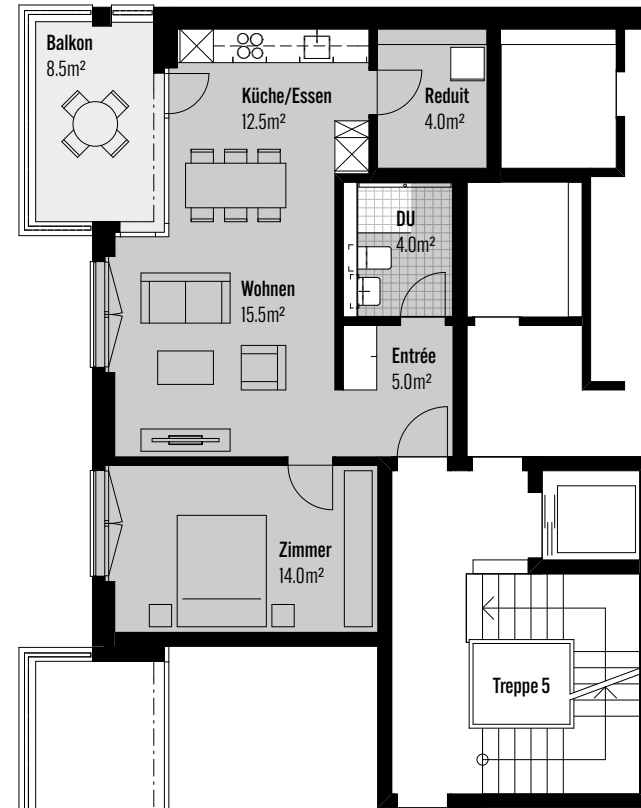 Balkon
8.5m²
Küche/Essen
12.5m²
Reduit
4.0m²
DU
4.0m²
Wohnen
15.5m²
Entrée
5.0m²
Zimmer
14.0m²
Treppe 5